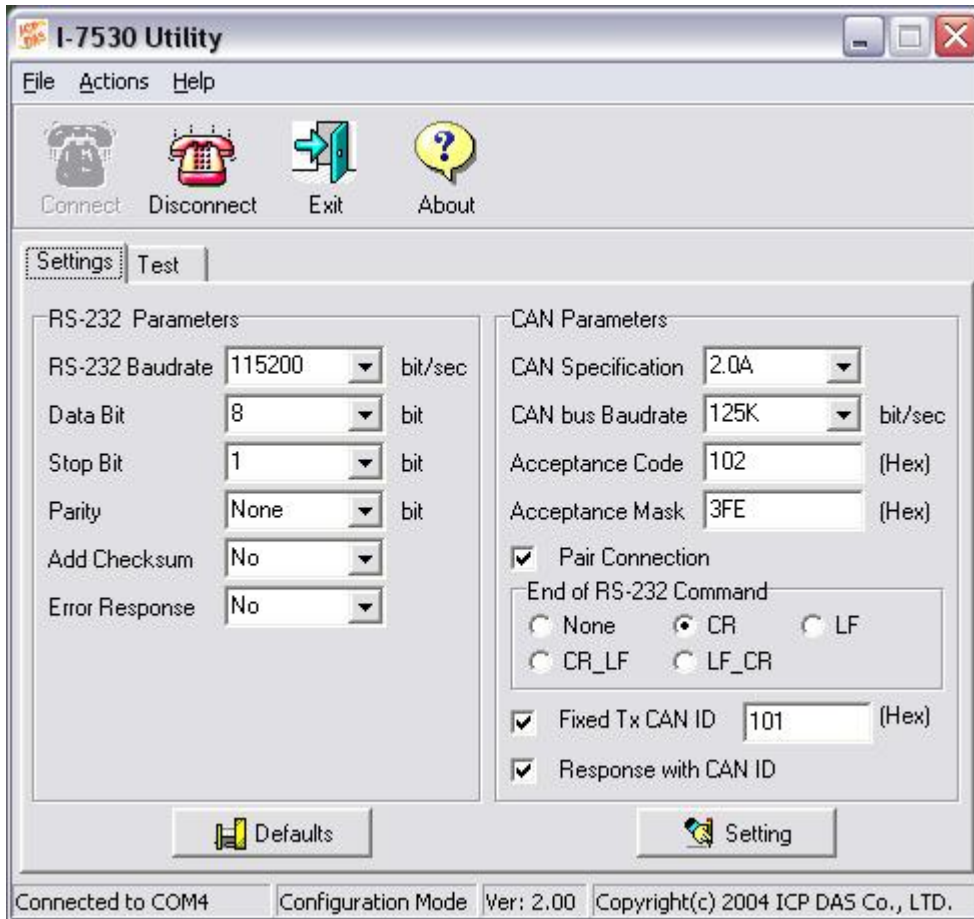 I-7530 Utility
File Actions Help
Connect Disconnect Exit About
Settings Test
RS-232 Parameters
RS-232 Baudrate 115200 bit/sec
Data Bit 8 bit
Stop Bit 1 bit
Parity None bit
Add Checksum No
Error Response No
CAN Parameters
CAN Specification 2.0A
CAN bus Baudrate 125K bit/sec
Acceptance Code 102 (Hex)
Acceptance Mask 3FE (Hex)
Pair Connection
End of RS-232 Command
None CR LF
CR_LF LF_CR
Fixed Tx CAN ID 101 (Hex)
Response with CAN ID
Defaults Setting
Connected to COM4 Configuration Mode Ver: 2.00 Copyright(c) 2004 ICP DAS Co., LTD.